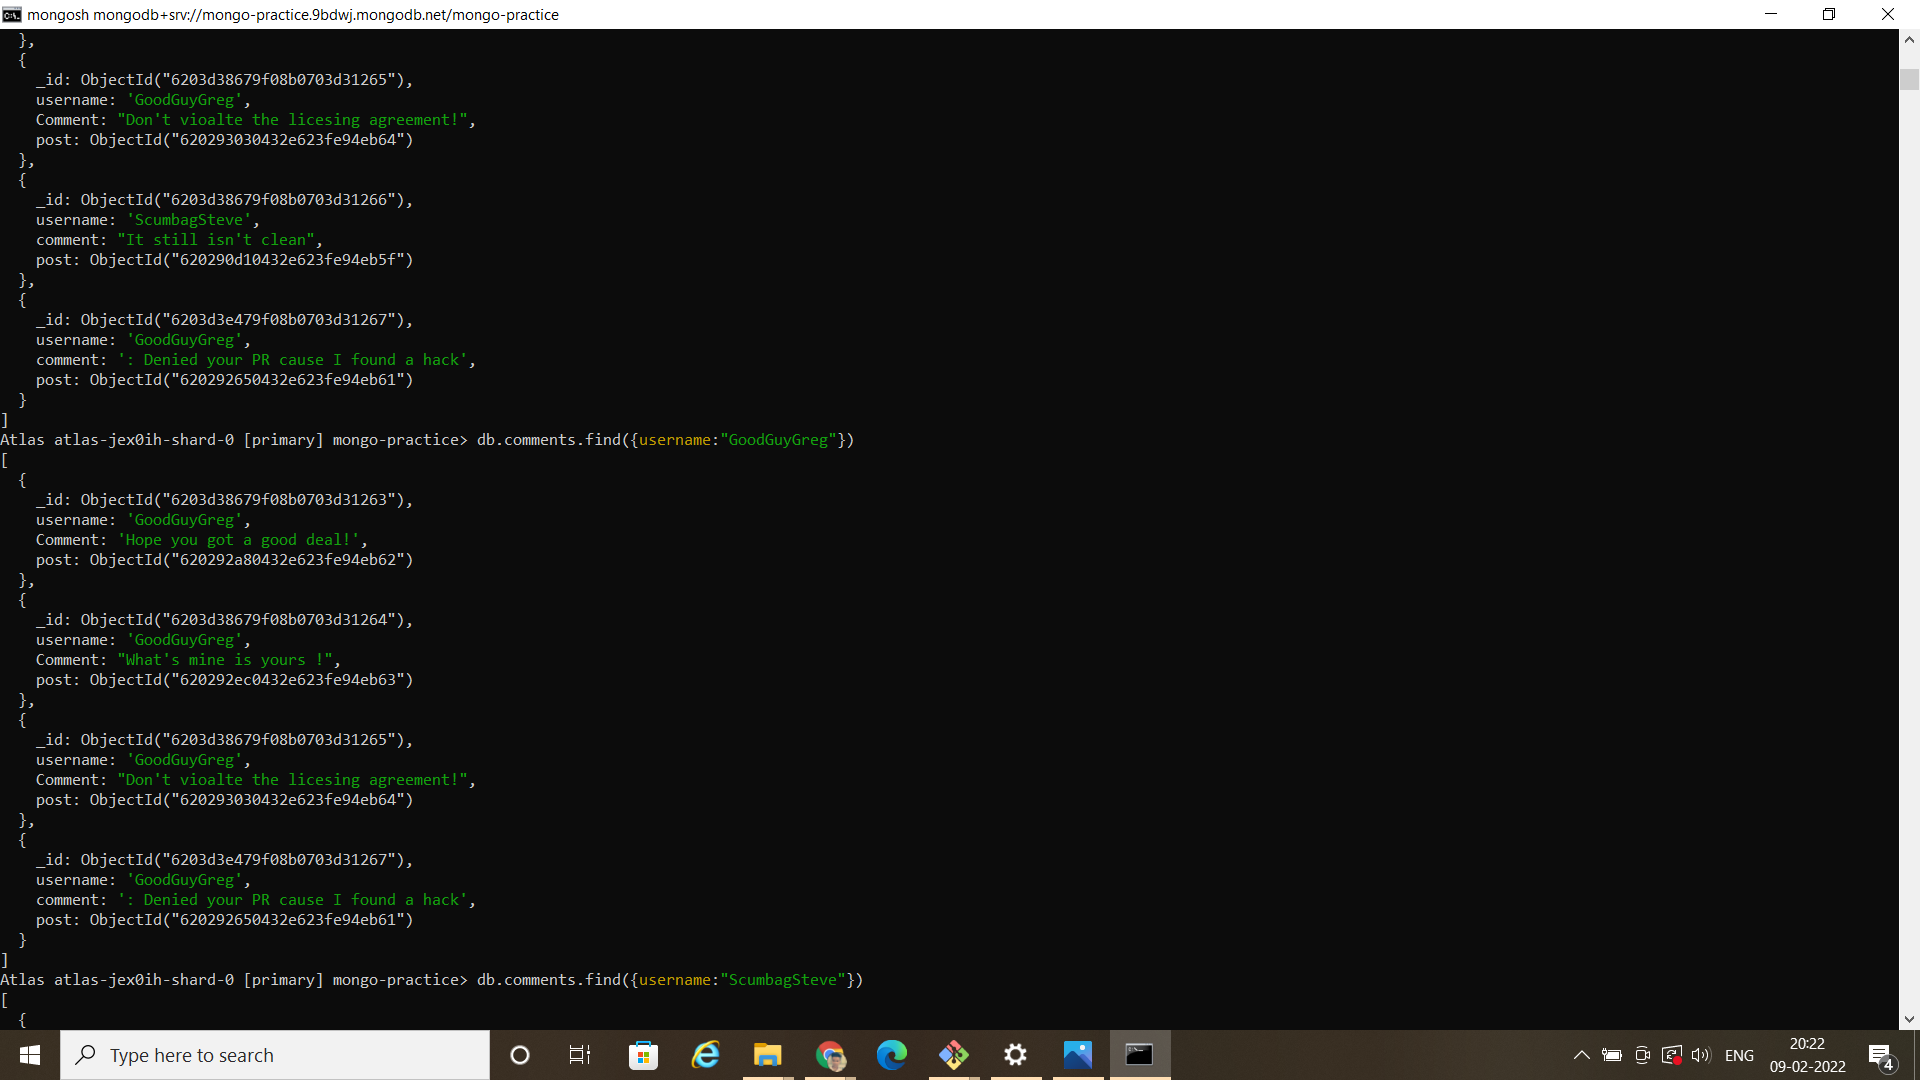 mongosh mongodb+srv://mongo-practice.9bdwj.mongodb.net/mongo-practice
  },
  {
    _id: ObjectId("6203d38679f08b0703d31265"),
    username: 'GoodGuyGreg',
    Comment: "Don't vioalte the licesing agreement!",
    post: ObjectId("620293030432e623fe94eb64")
  },
  {
    _id: ObjectId("6203d38679f08b0703d31266"),
    username: 'ScumbagSteve',
    comment: "It still isn't clean",
    post: ObjectId("620290d10432e623fe94eb5f")
  },
  {
    _id: ObjectId("6203d3e479f08b0703d31267"),
    username: 'GoodGuyGreg',
    comment: ': Denied your PR cause I found a hack',
    post: ObjectId("620292650432e623fe94eb61")
  }
]
Atlas atlas-jex0ih-shard-0 [primary] mongo-practice> db.comments.find({username:"GoodGuyGreg"})
[
  {
    _id: ObjectId("6203d38679f08b0703d31263"),
    username: 'GoodGuyGreg',
    Comment: 'Hope you got a good deal!',
    post: ObjectId("620292a80432e623fe94eb62")
  },
  {
    _id: ObjectId("6203d38679f08b0703d31264"),
    username: 'GoodGuyGreg',
    Comment: "What's mine is yours !",
    post: ObjectId("620292ec0432e623fe94eb63")
  },
  {
    _id: ObjectId("6203d38679f08b0703d31265"),
    username: 'GoodGuyGreg',
    Comment: "Don't vioalte the licesing agreement!",
    post: ObjectId("620293030432e623fe94eb64")
  },
  {
    _id: ObjectId("6203d3e479f08b0703d31267"),
    username: 'GoodGuyGreg',
    comment: ': Denied your PR cause I found a hack',
    post: ObjectId("620292650432e623fe94eb61")
  }
]
Atlas atlas-jex0ih-shard-0 [primary] mongo-practice> db.comments.find({username:"ScumbagSteve"})
[
  {
Type here to search
ENG
20:22
09-02-2022
4